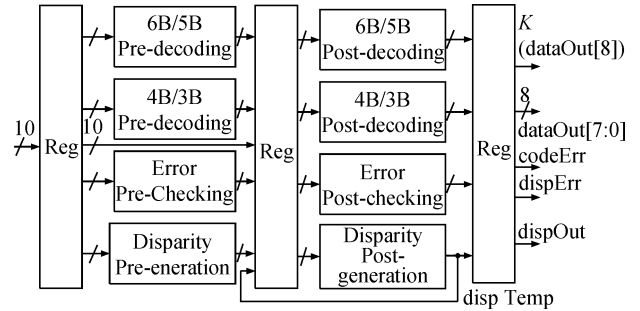 6B/5B
Pre-decoding
6B/5B
Post-decoding
K
(dataOut[8])
4B/3B
Pre-decoding
4B/3B
Post-decoding
8
dataOut[7:0]
10
10
Reg
Reg
Reg
codeErr
Error
Pre-Checking
Error
Post-checking
dispErr
Disparity
Pre-eneration
Disparity
Post-
generation
dispOut
disp Temp